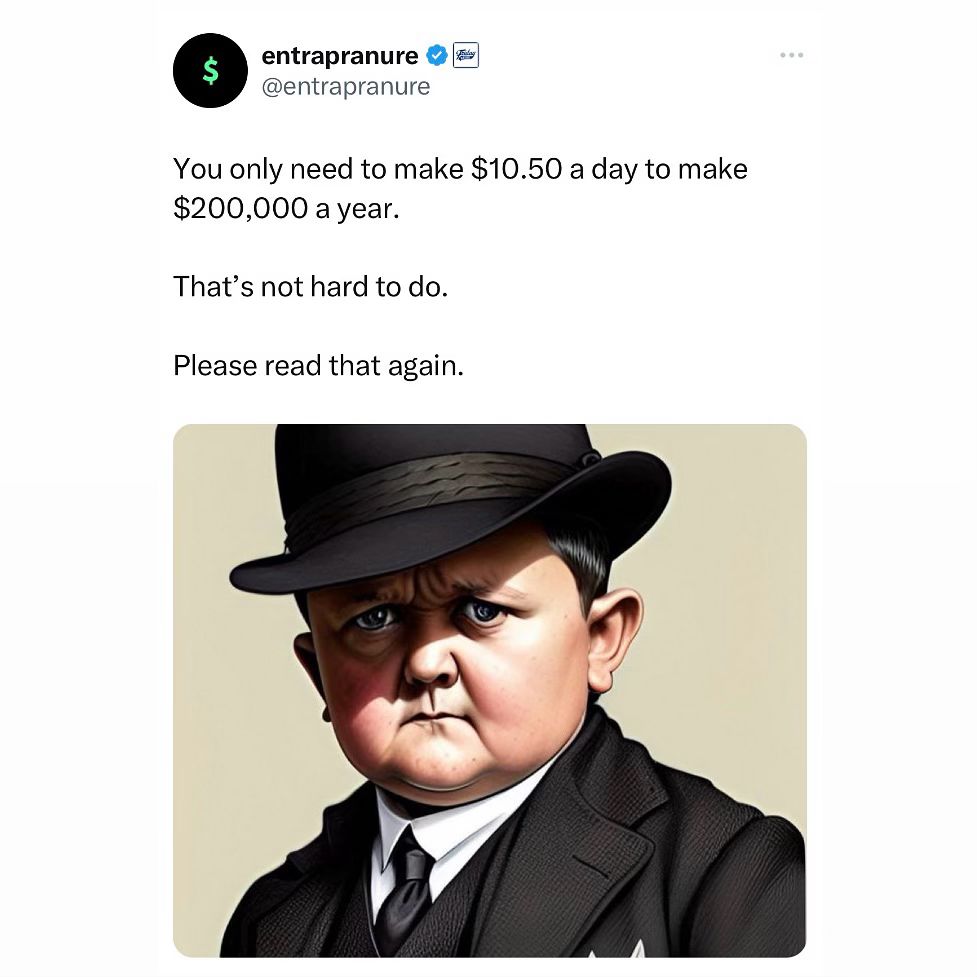 $
entrapranure
@entrapranure
You only need to make $10.50 a day to make
$200,000 a year.
That’s not hard to do.
Please read that again.